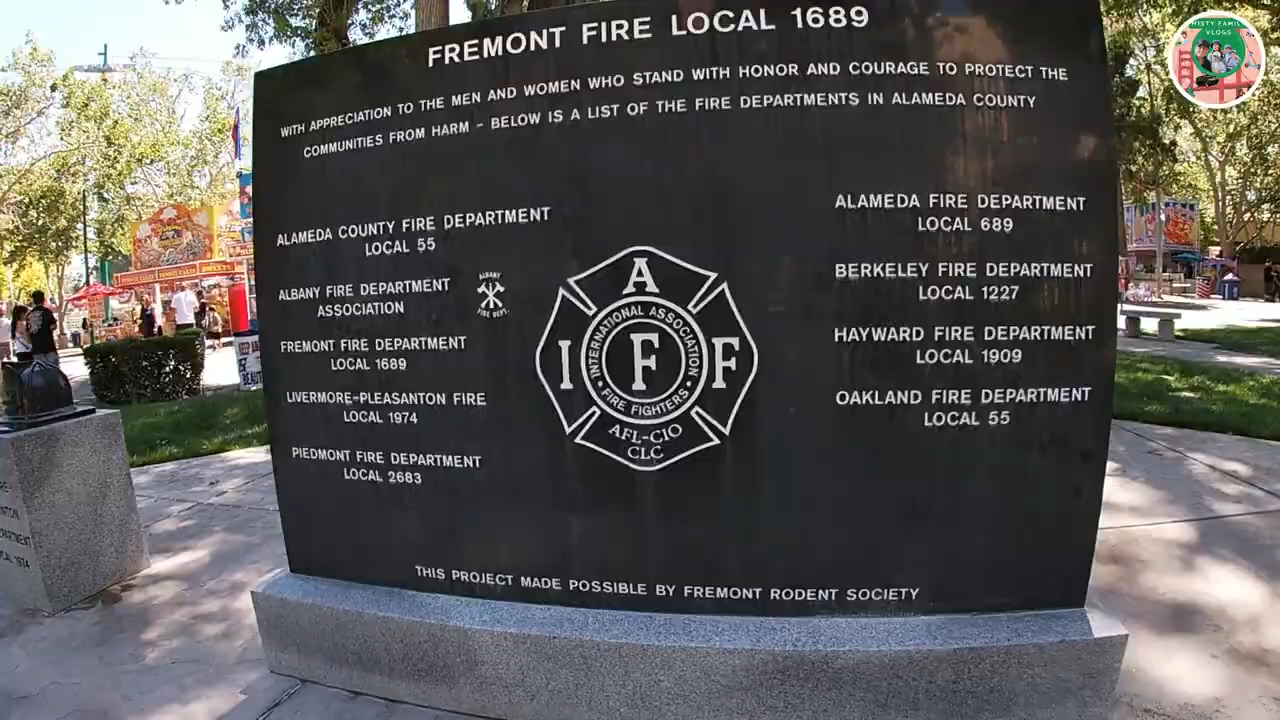 FREMONT FIRE LOCAL 1689
WITH APPRECIATION TO THE MEN AND WOMEN WHO STAND WITH HONOR AND COURAGE TO PROTECT THE
COMMUNITIES FROM HARM - BELOW IS A LIST OF THE FIRE DEPARTMENTS IN ALAMEDA COUNTY
ALAMEDA COUNTY FIRE DEPARTMENT
LOCAL 55
ALBANY FIRE DEPARTMENT
ASSOCIATION
ALBANY
FIRE DEPT.
FREMONT FIRE DEPARTMENT
LOCAL 1689
LIVERMORE-PLEASANTON FIRE
LOCAL 1974
PIEDMONT FIRE DEPARTMENT
LOCAL 2683
A
I F F
INTERNATIONAL ASSOCIATION
FIRE FIGHTERS
AFL-CIO
CLC
ALAMEDA FIRE DEPARTMENT
LOCAL 689
BERKELEY FIRE DEPARTMENT
LOCAL 1227
HAYWARD FIRE DEPARTMENT
LOCAL 1909
OAKLAND FIRE DEPARTMENT
LOCAL 55
THIS PROJECT MADE POSSIBLE BY FREMONT RODENT SOCIETY
VLOGS